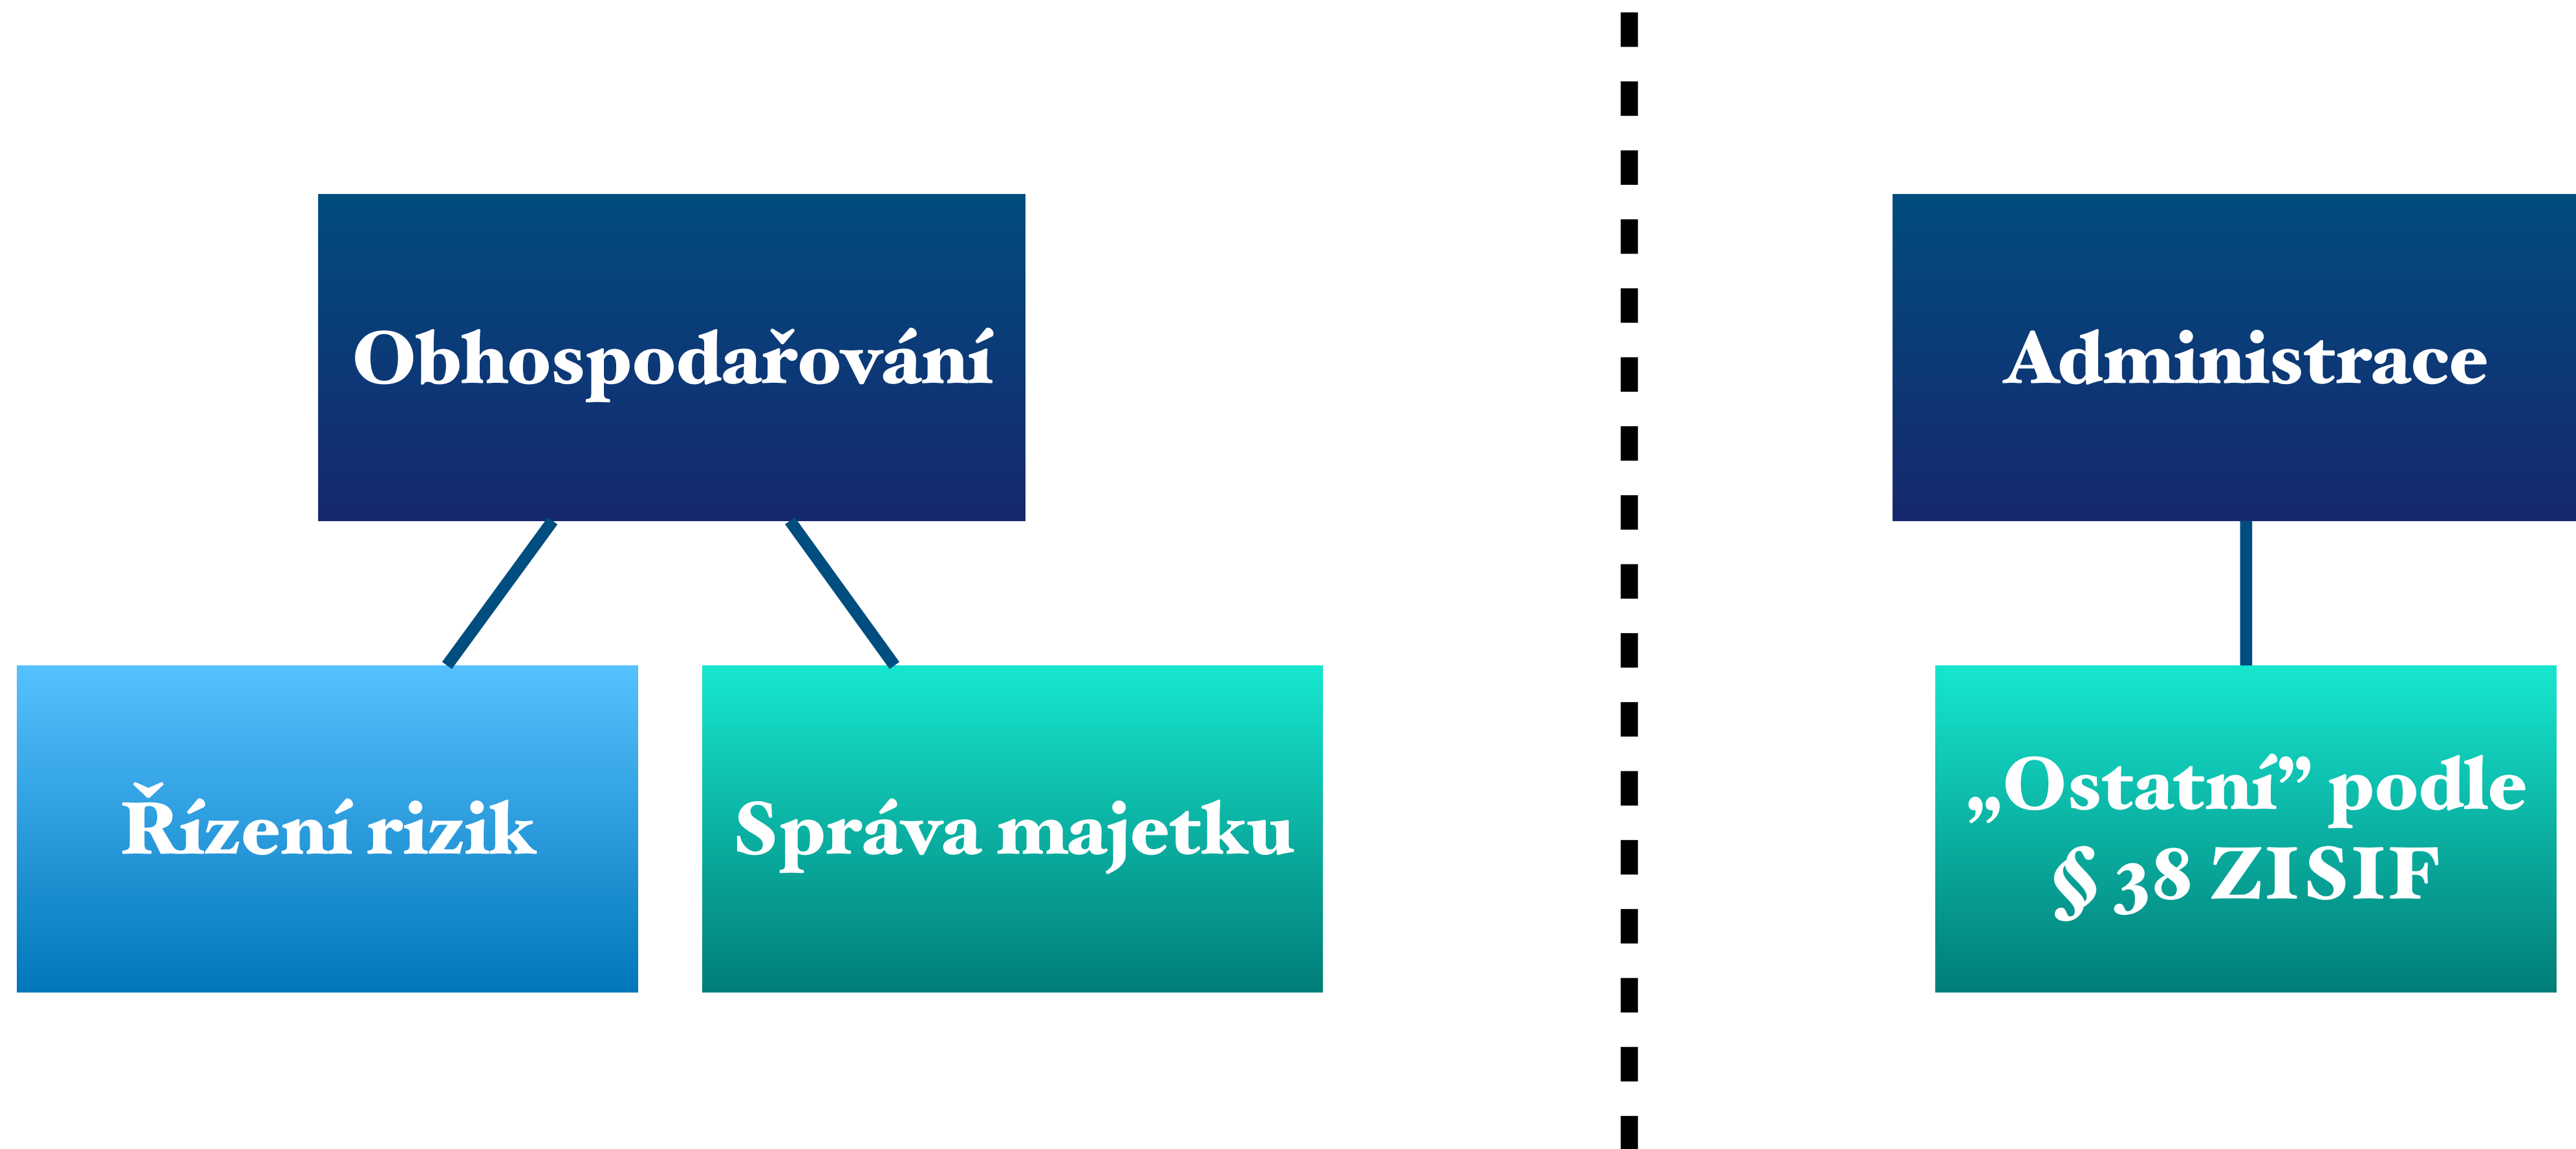 Obhospodařování
Administrace
Řízení rizik
Správa majetku
„Ostatní” podle
§ 38 ZISIF